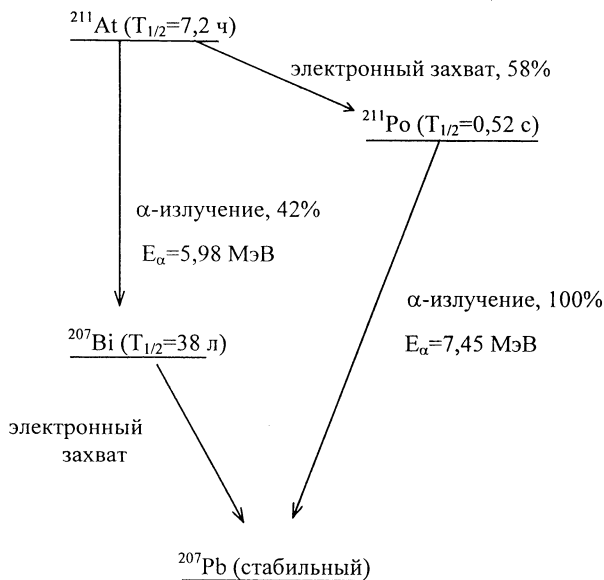 ²¹¹At (T₁/₂=7,2 ч)
электронный захват, 58%
²¹¹Po (T₁/₂=0,52 с)
α-излучение, 42%
Eα=5,98 МэВ
α-излучение, 100%
Eα=7,45 МэВ
²⁰⁷Bi (T₁/₂=38 л)
электронный
захват
²⁰⁷Pb (стабильный)